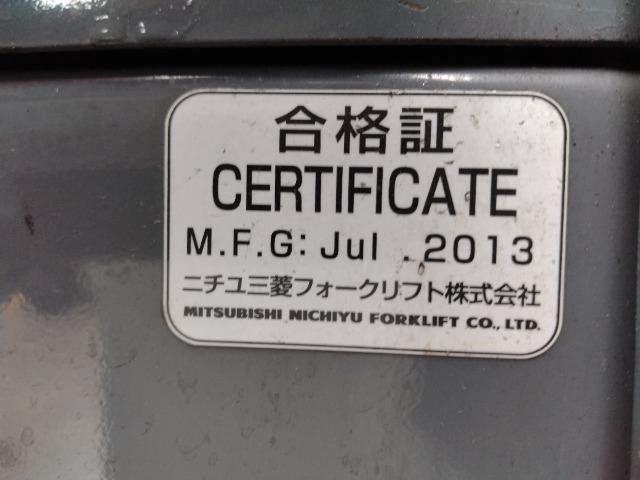 合格証
CERTIFICATE
M.F.G: Jul . 2013
ニチユ三菱フォークリフト株式会社
MITSUBISHI NICHIYU FORKLIFT CO., LTD.